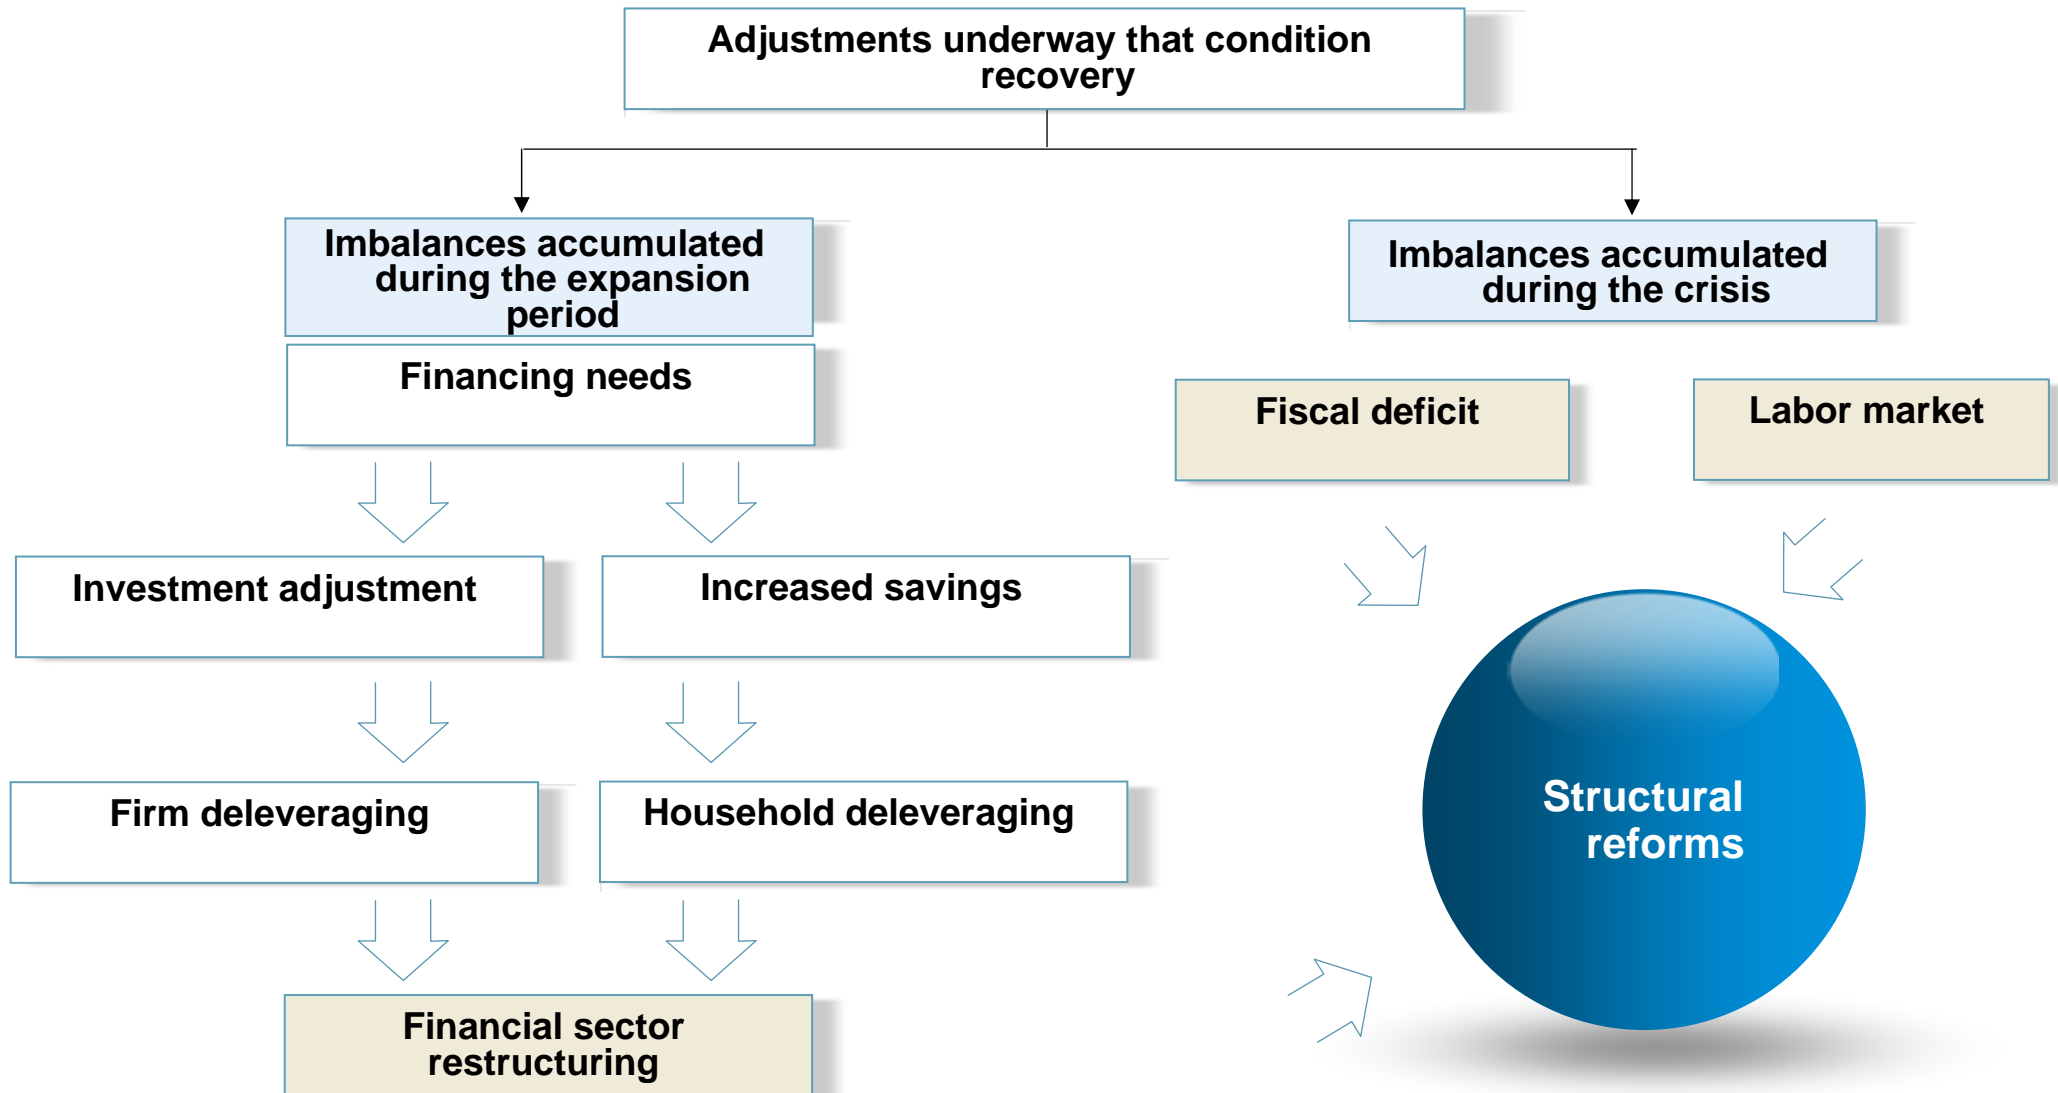 Adjustments underway that condition
recovery
Imbalances accumulated
during the expansion
period
Imbalances accumulated
during the crisis
Financing needs
Fiscal deficit
Labor market
Investment adjustment
Increased savings
Firm deleveraging
Household deleveraging
Structural
reforms
Financial sector
restructuring